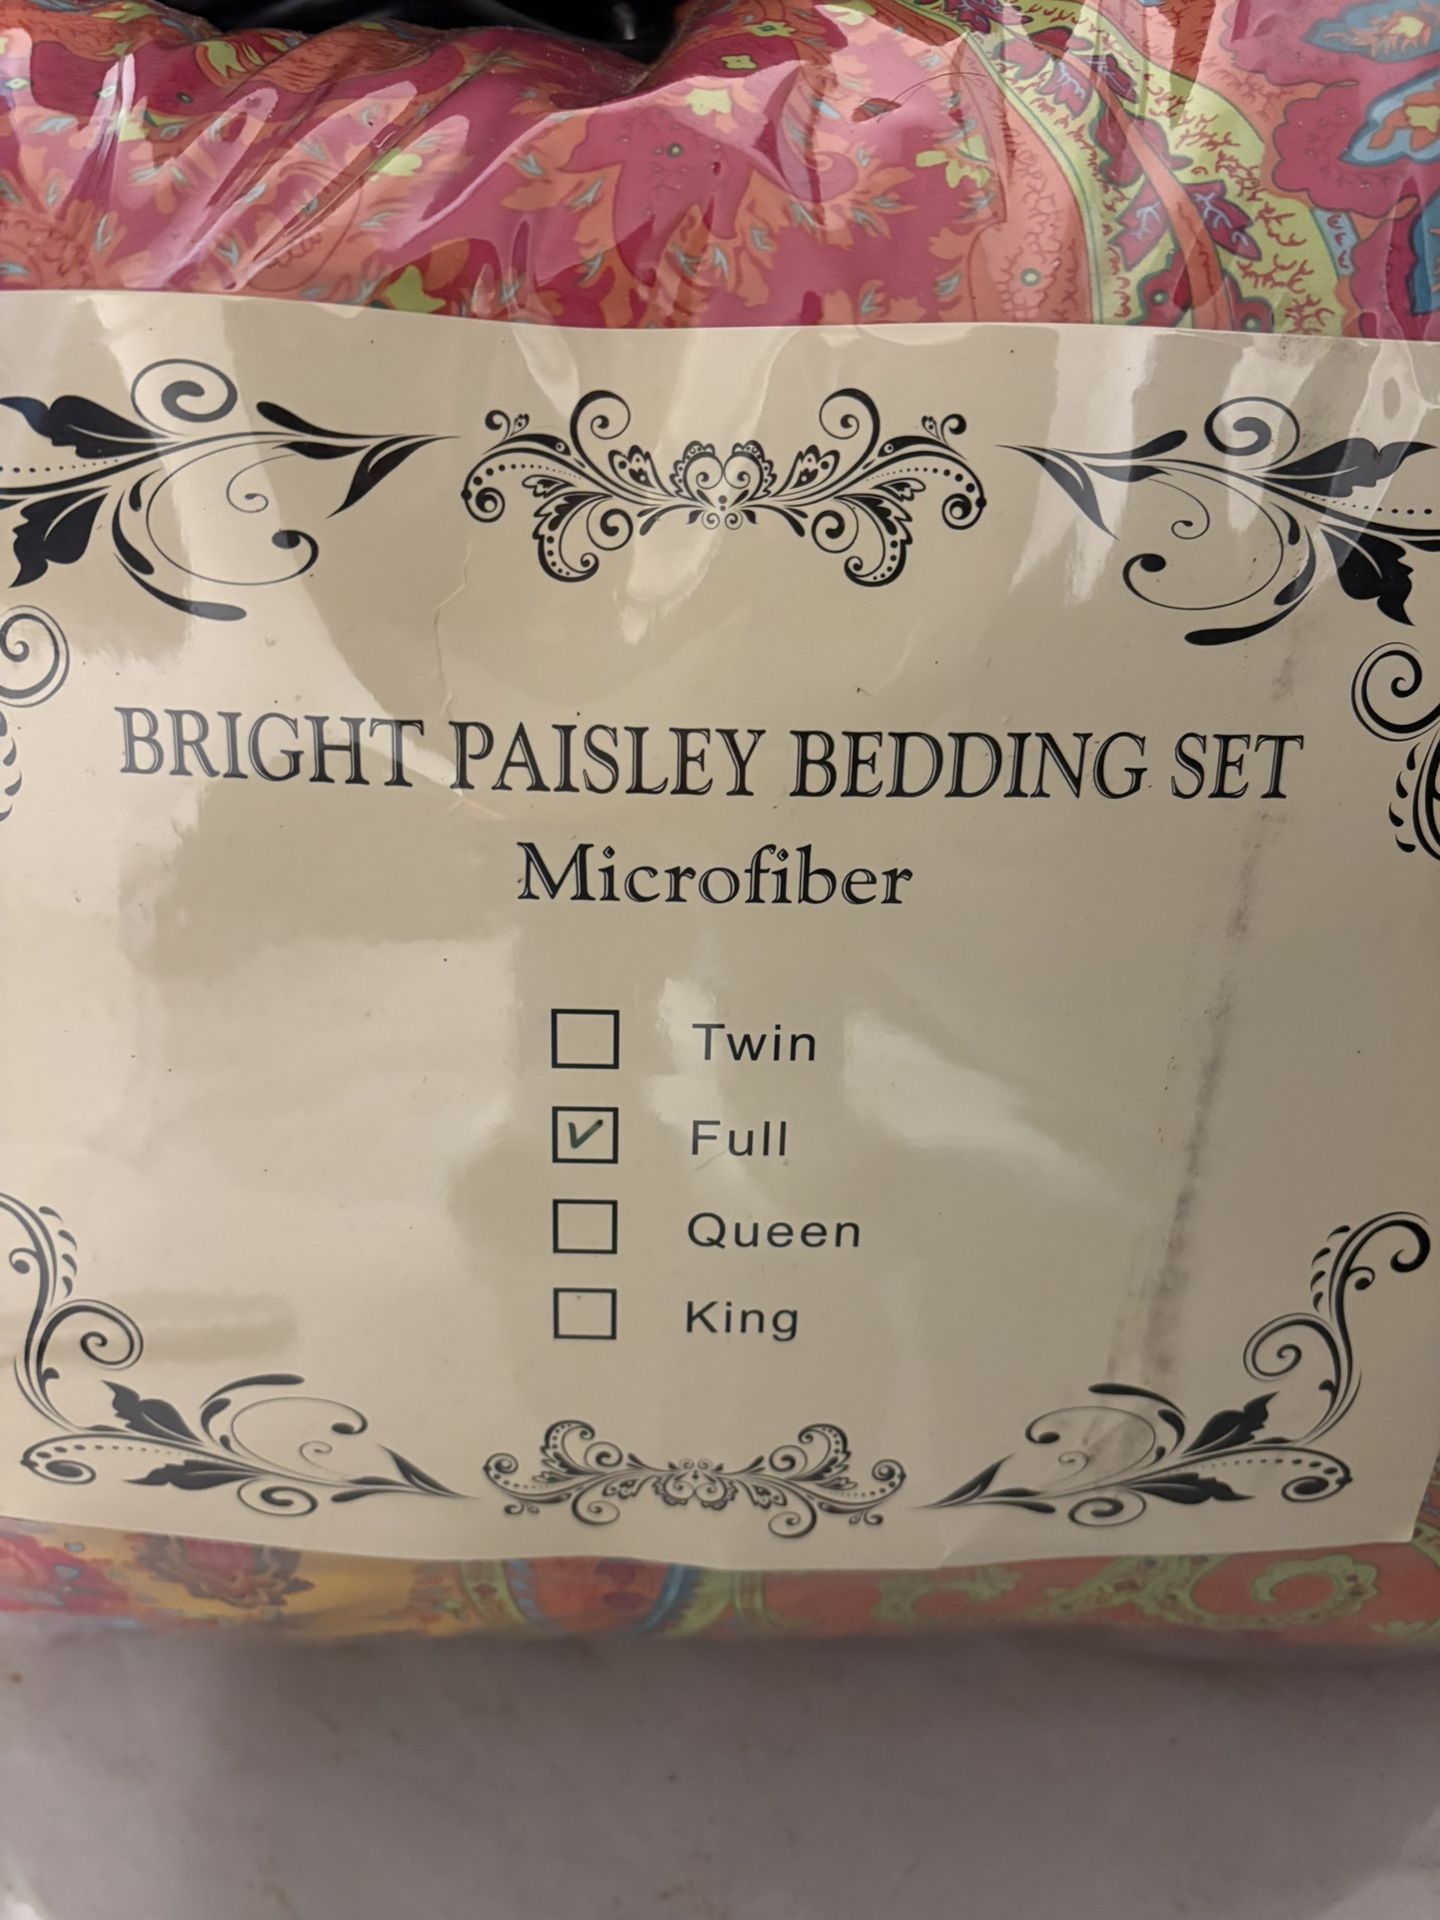 BRIGHT PAISLEY BEDDING SET
Microfiber
Twin
Full
Queen
King